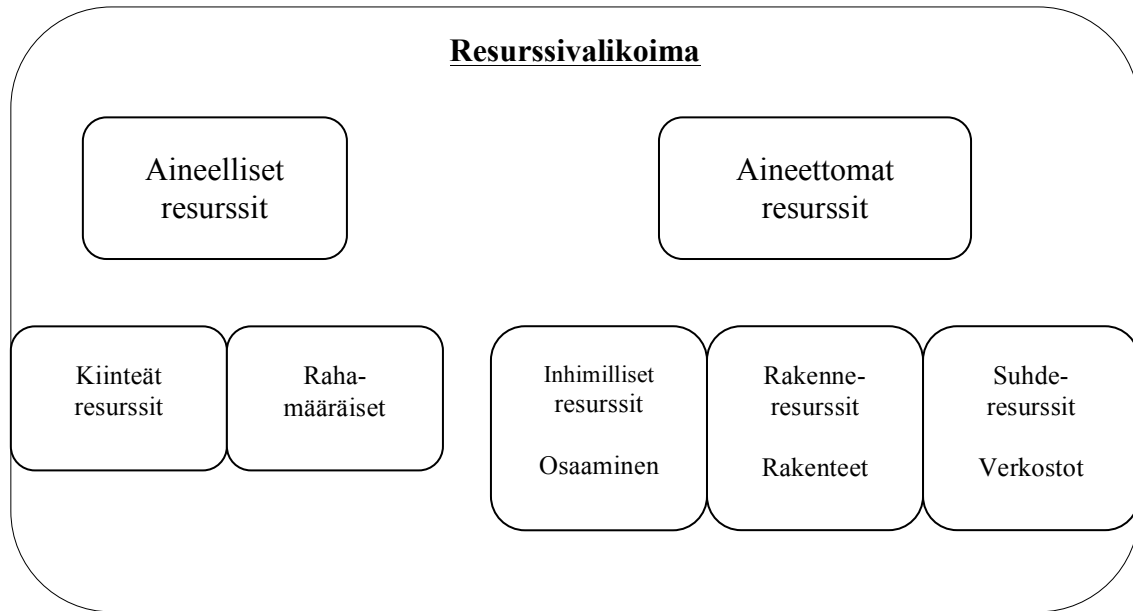 Resurssivalikoima
Aineelliset
resurssit
Aineettomat
resurssit
Kiinteät
resurssit
Raha-
määräiset
Inhimilliset
resurssit
Osaaminen
Rakenne-
resurssit
Rakenteet
Suhde-
resurssit
Verkostot